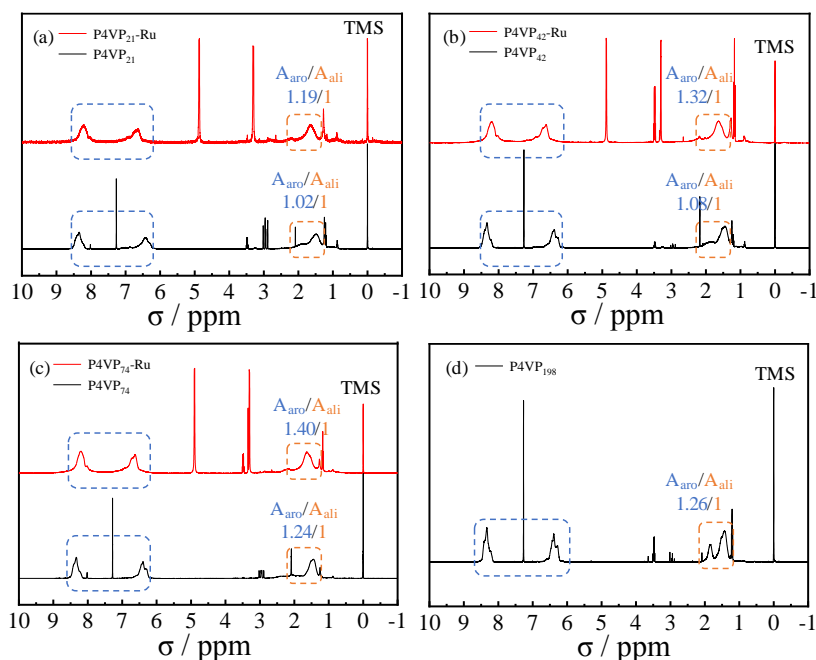 (a)
P4VP21-Ru
P4VP21
TMS
Aaro/Aali
1.19/1
Aaro/Aali
1.02/1
10 9 8 7 6 5 4 3 2 1 0 -1
σ / ppm
(b)
P4VP42-Ru
P4VP42
TMS
Aaro/Aali
1.32/1
Aaro/Aali
1.08/1
10 9 8 7 6 5 4 3 2 1 0 -1
σ / ppm
(c)
P4VP74-Ru
P4VP74
TMS
Aaro/Aali
1.40/1
Aaro/Aali
1.24/1
10 9 8 7 6 5 4 3 2 1 0 -1
σ / ppm
(d)
P4VP198
TMS
Aaro/Aali
1.26/1
10 9 8 7 6 5 4 3 2 1 0 -1
σ / ppm